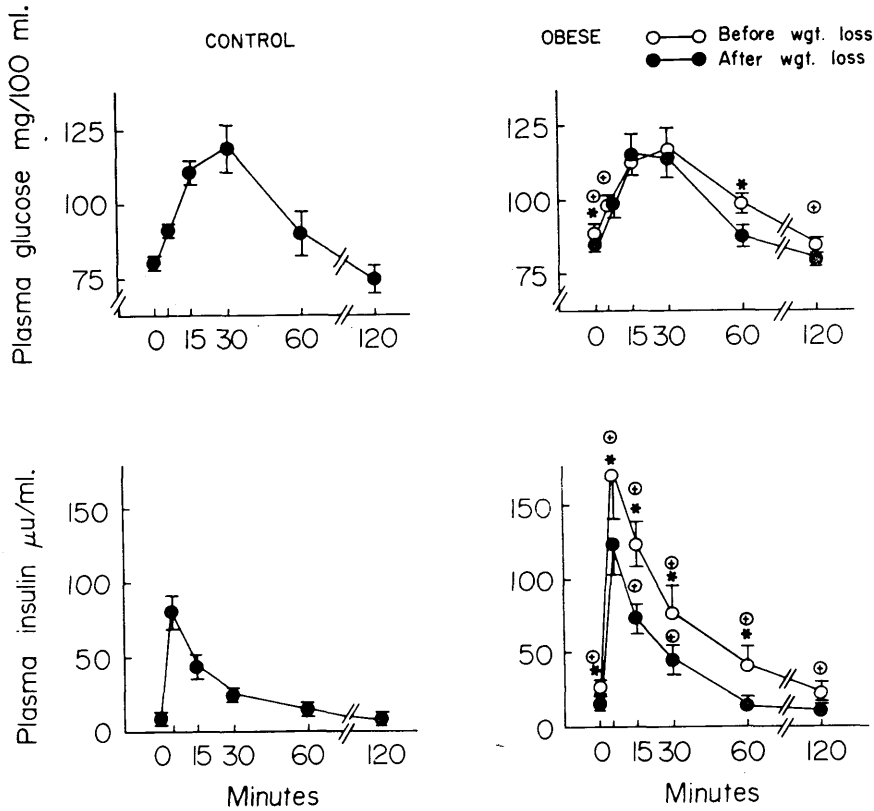 CONTROL
Plasma glucose mg/100 ml.
125
100
75
0 15 30 60 120
OBESE
Before wgt. loss
After wgt. loss
125
100
75
0 15 30 60 120
Plasma insulin μu/ml.
150
100
50
0
0 15 30 60 120
Minutes
150
100
50
0
0 15 30 60 120
Minutes